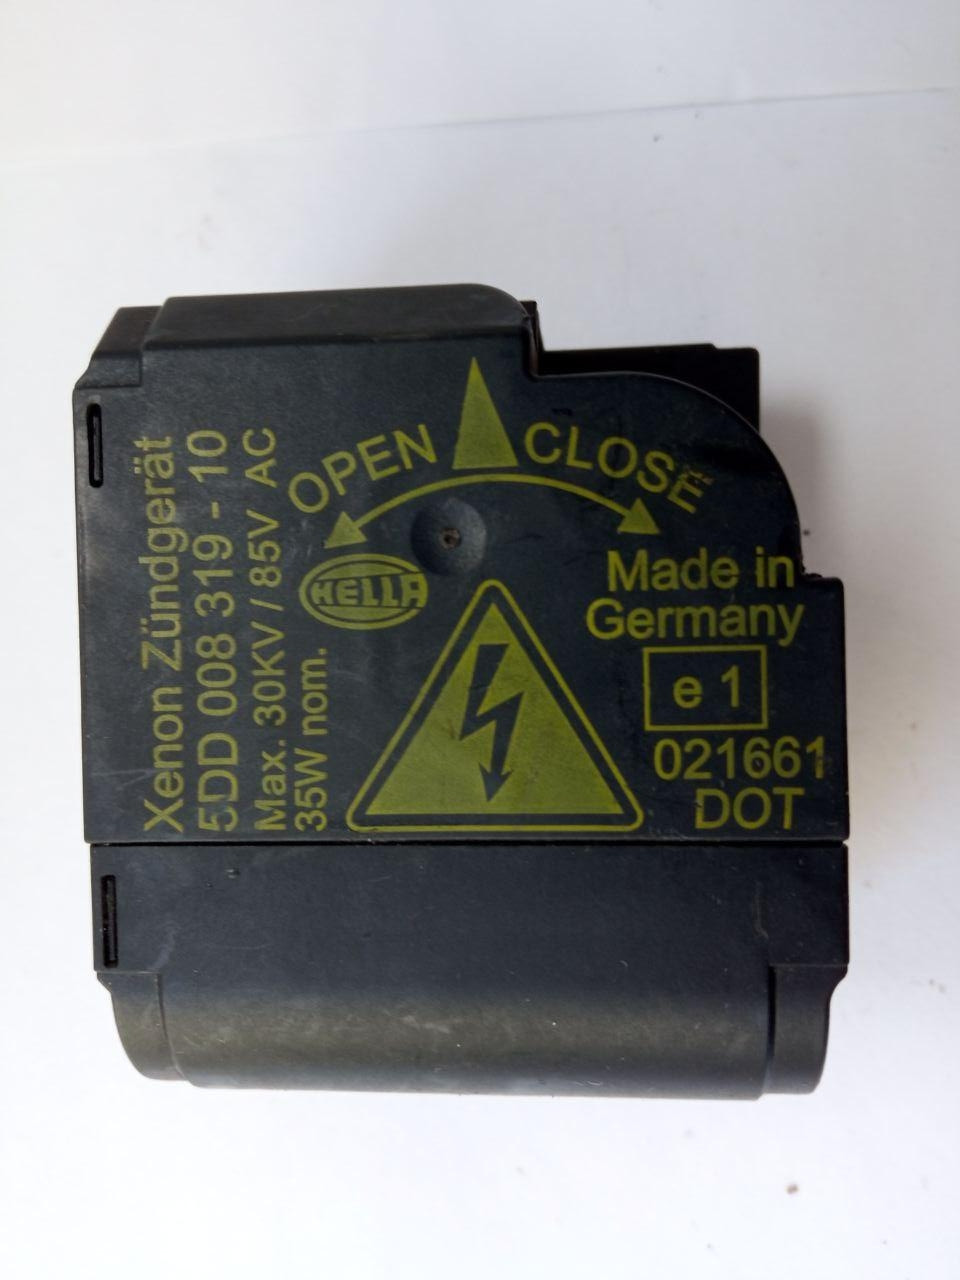 Xenon Zündgerät
5DD 008 319 - 10
Max. 30KV / 85V AC
35W nom.
OPEN CLOSE
HELLA
Made in
Germany
e 1
021661
DOT